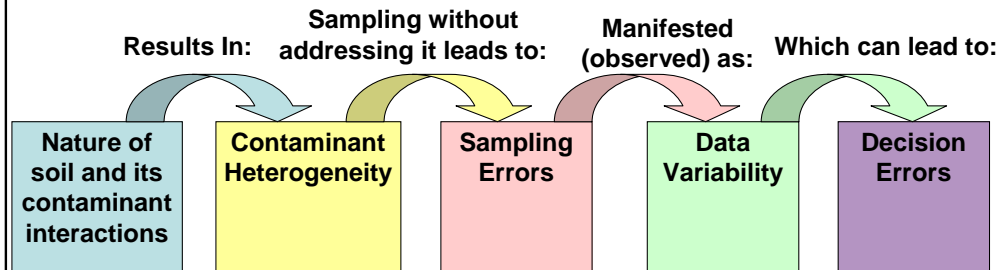 Results In:
Sampling without
addressing it leads to:
Manifested
(observed) as:
Which can lead to:
Nature of
soil and its
contaminant
interactions
Contaminant
Heterogeneity
Sampling
Errors
Data
Variability
Decision
Errors